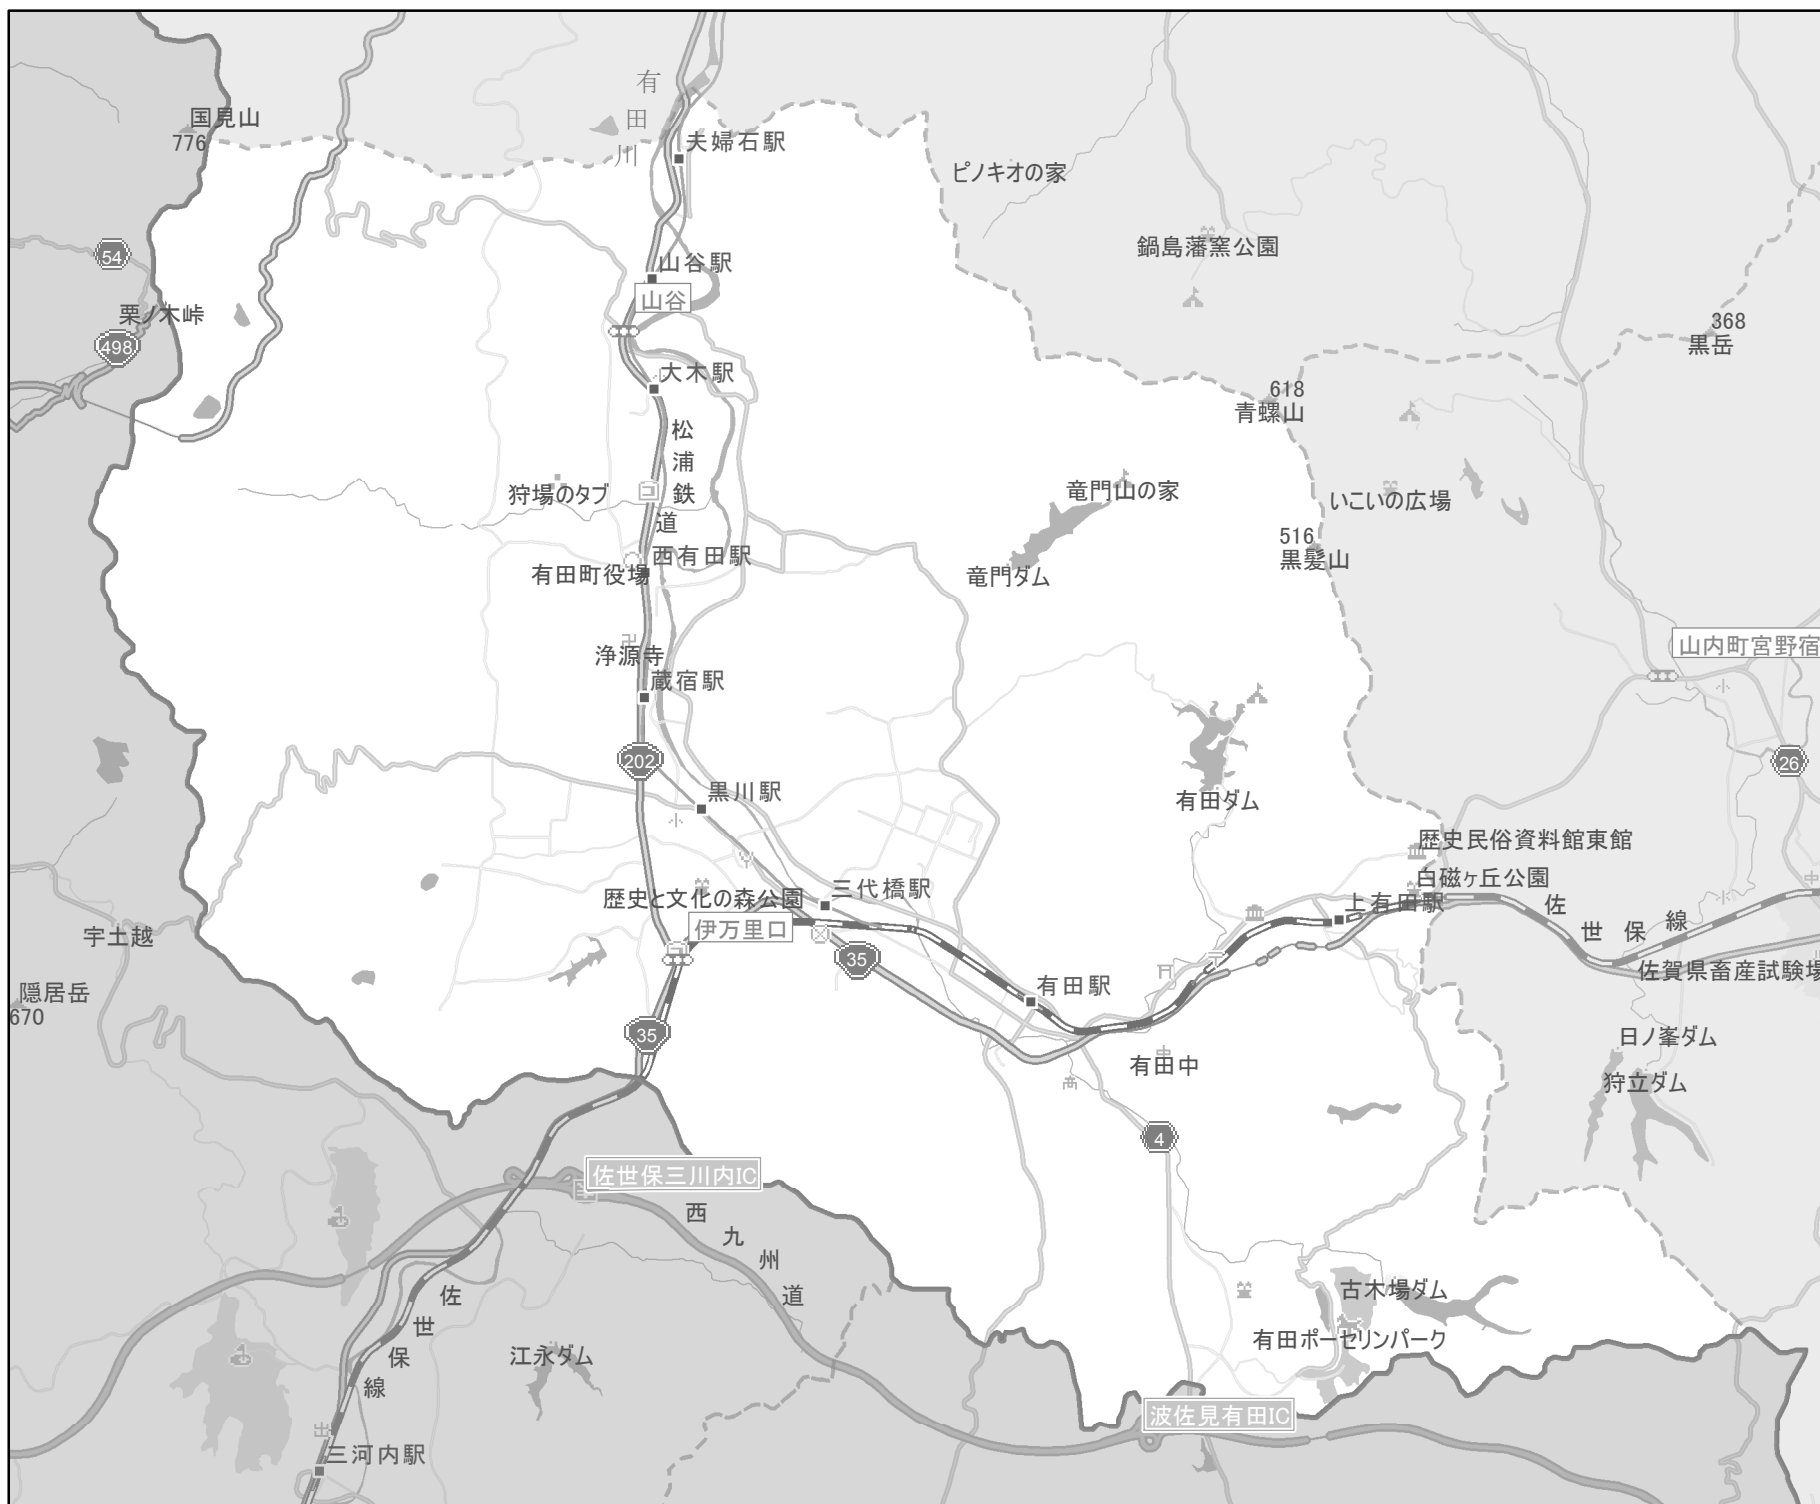 有田川
国見山
776
夫婦石駅
ピノキオの家
鍋島藩窯公園
54
山谷駅
山谷
栗ノ木峠
498
368
黒岳
大木駅
618
青螺山
松浦鉄道
狩場のタブ
竜門山の家
いこいの広場
516
黒髪山
西有田駅
有田町役場
竜門ダム
浄源寺
山内町宮野宿
蔵宿駅
202
26
黒川駅
有田ダム
歴史民俗資料館東館
白磁ヶ丘公園
三代橋駅
歴史と文化の森公園
上有田駅
伊万里口
佐世保線
宇土越
35
佐賀県畜産試験場
隠居岳
670
有田駅
35
日ノ峯ダム
有田中
狩立ダム
4
佐世保三川内IC
西九州道
古木場ダム
佐世保線
有田ポーセリンパーク
江永ダム
波佐見有田IC
三河内駅